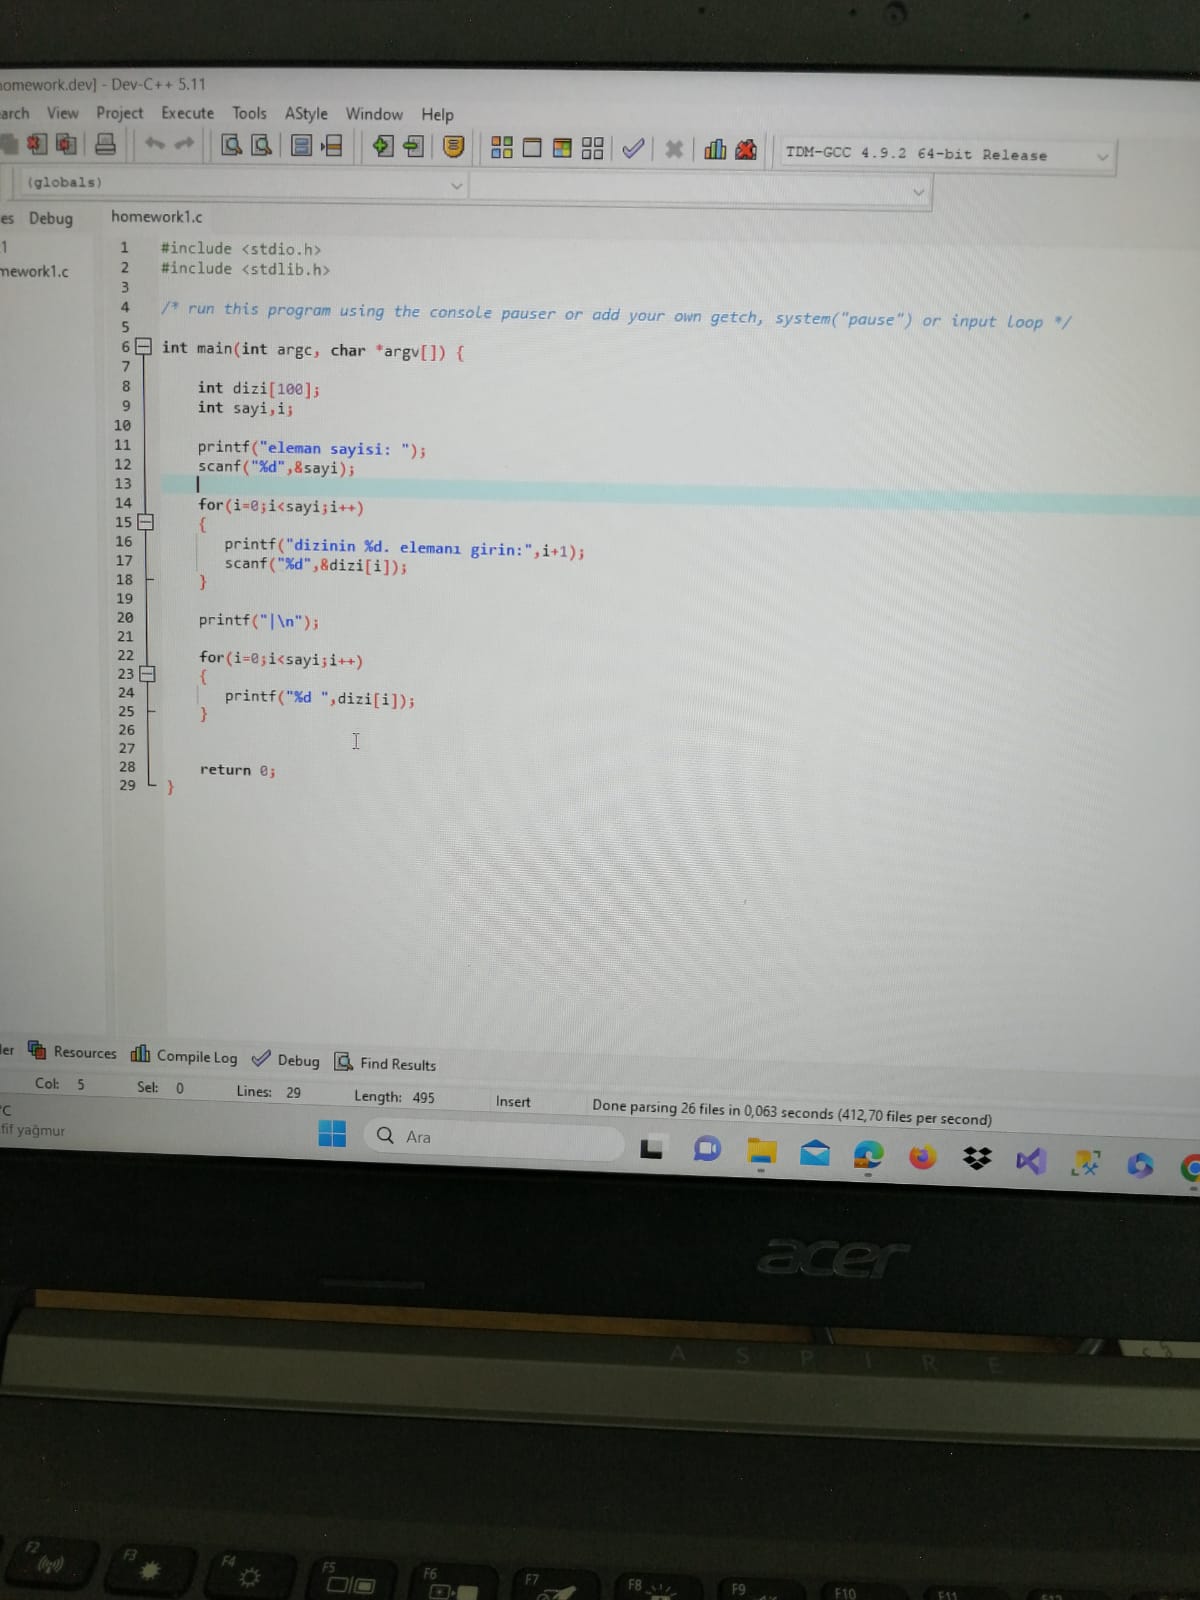 homework.dev] - Dev-C++ 5.11
arch View Project Execute Tools AStyle Window Help
TDM-GCC 4.9.2 64-bit Release
(globals)
es Debug homework1.c
1
mework1.c
1 #include <stdio.h>
2 #include <stdlib.h>
3
4 /* run this program using the console pauser or add your own getch, system("pause") or input loop */
5
6 int main(int argc, char *argv[]) {
7
8 int dizi[100];
9 int sayi,i;
10
11 printf("eleman sayisi: ");
12 scanf("%d",&sayi);
13
14 for(i=0;i<sayi;i++)
15 {
16 printf("dizinin %d. elemanı girin:",i+1);
17 scanf("%d",&dizi[i]);
18 }
19
20 printf("|\n");
21
22 for(i=0;i<sayi;i++)
23 {
24 printf("%d ",dizi[i]);
25 }
26
27
28 return 0;
29 }
ler Resources Compile Log Debug Find Results
Col: 5 Sel: 0 Lines: 29 Length: 495 Insert Done parsing 26 files in 0,063 seconds (412,70 files per second)
°C
fif yağmur
Ara
acer
ASPIRE
F2 F3 F4 F5 F6 F7 F8 F9 F10 F11 F12